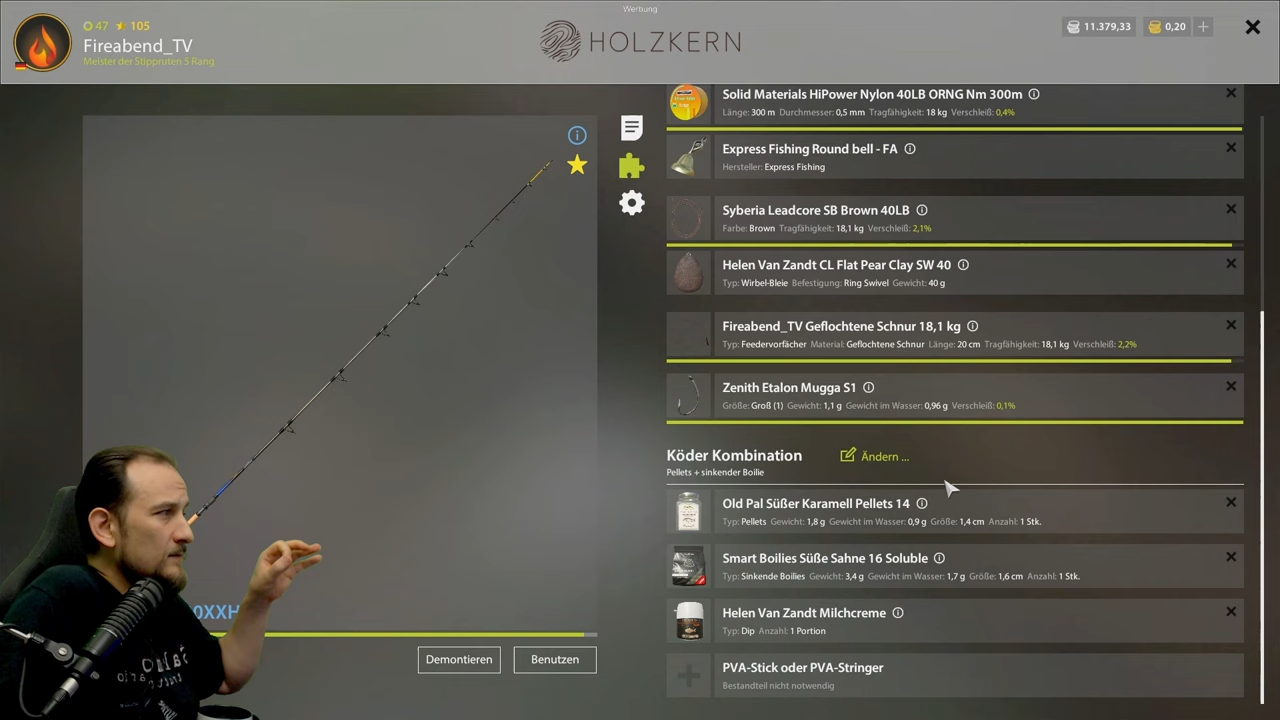 Werbung
47 105
Fireabend_TV
Meister der Stippruten 5 Rang
HOLZKERN
11.379,33
0,20
Solid Materials HiPower Nylon 40LB ORNG Nm 300m
Länge: 300 m Durchmesser: 0,5 mm Tragfähigkeit: 18 kg Verschleiß: 0,4%
Express Fishing Round bell - FA
Hersteller: Express Fishing
Syberia Leadcore SB Brown 40LB
Farbe: Brown Tragfähigkeit: 18,1 kg Verschleiß: 2,1%
Helen Van Zandt CL Flat Pear Clay SW 40
Typ: Wirbel-Bleie Befestigung: Ring Swivel Gewicht: 40 g
Fireabend_TV Geflochtene Schnur 18,1 kg
Typ: Feedervorfächer Material: Geflochtene Schnur Länge: 20 cm Tragfähigkeit: 18,1 kg Verschleiß: 2,2%
Zenith Etalon Mugga S1
Größe: Groß (1) Gewicht: 1,1 g Gewicht im Wasser: 0,96 g Verschleiß: 0,1%
Köder Kombination
Ändern ...
Pellets + sinkender Boilie
Old Pal Süßer Karamell Pellets 14
Typ: Pellets Gewicht: 1,8 g Gewicht im Wasser: 0,9 g Größe: 1,4 cm Anzahl: 1 Stk.
Smart Boilies Süße Sahne 16 Soluble
Typ: Sinkende Boilies Gewicht: 3,4 g Gewicht im Wasser: 1,7 g Größe: 1,6 cm Anzahl: 1 Stk.
Helen Van Zandt Milchcreme
Typ: Dip Anzahl: 1 Portion
PVA-Stick oder PVA-Stringer
Bestandteil nicht notwendig
0XXH
Demontieren
Benutzen